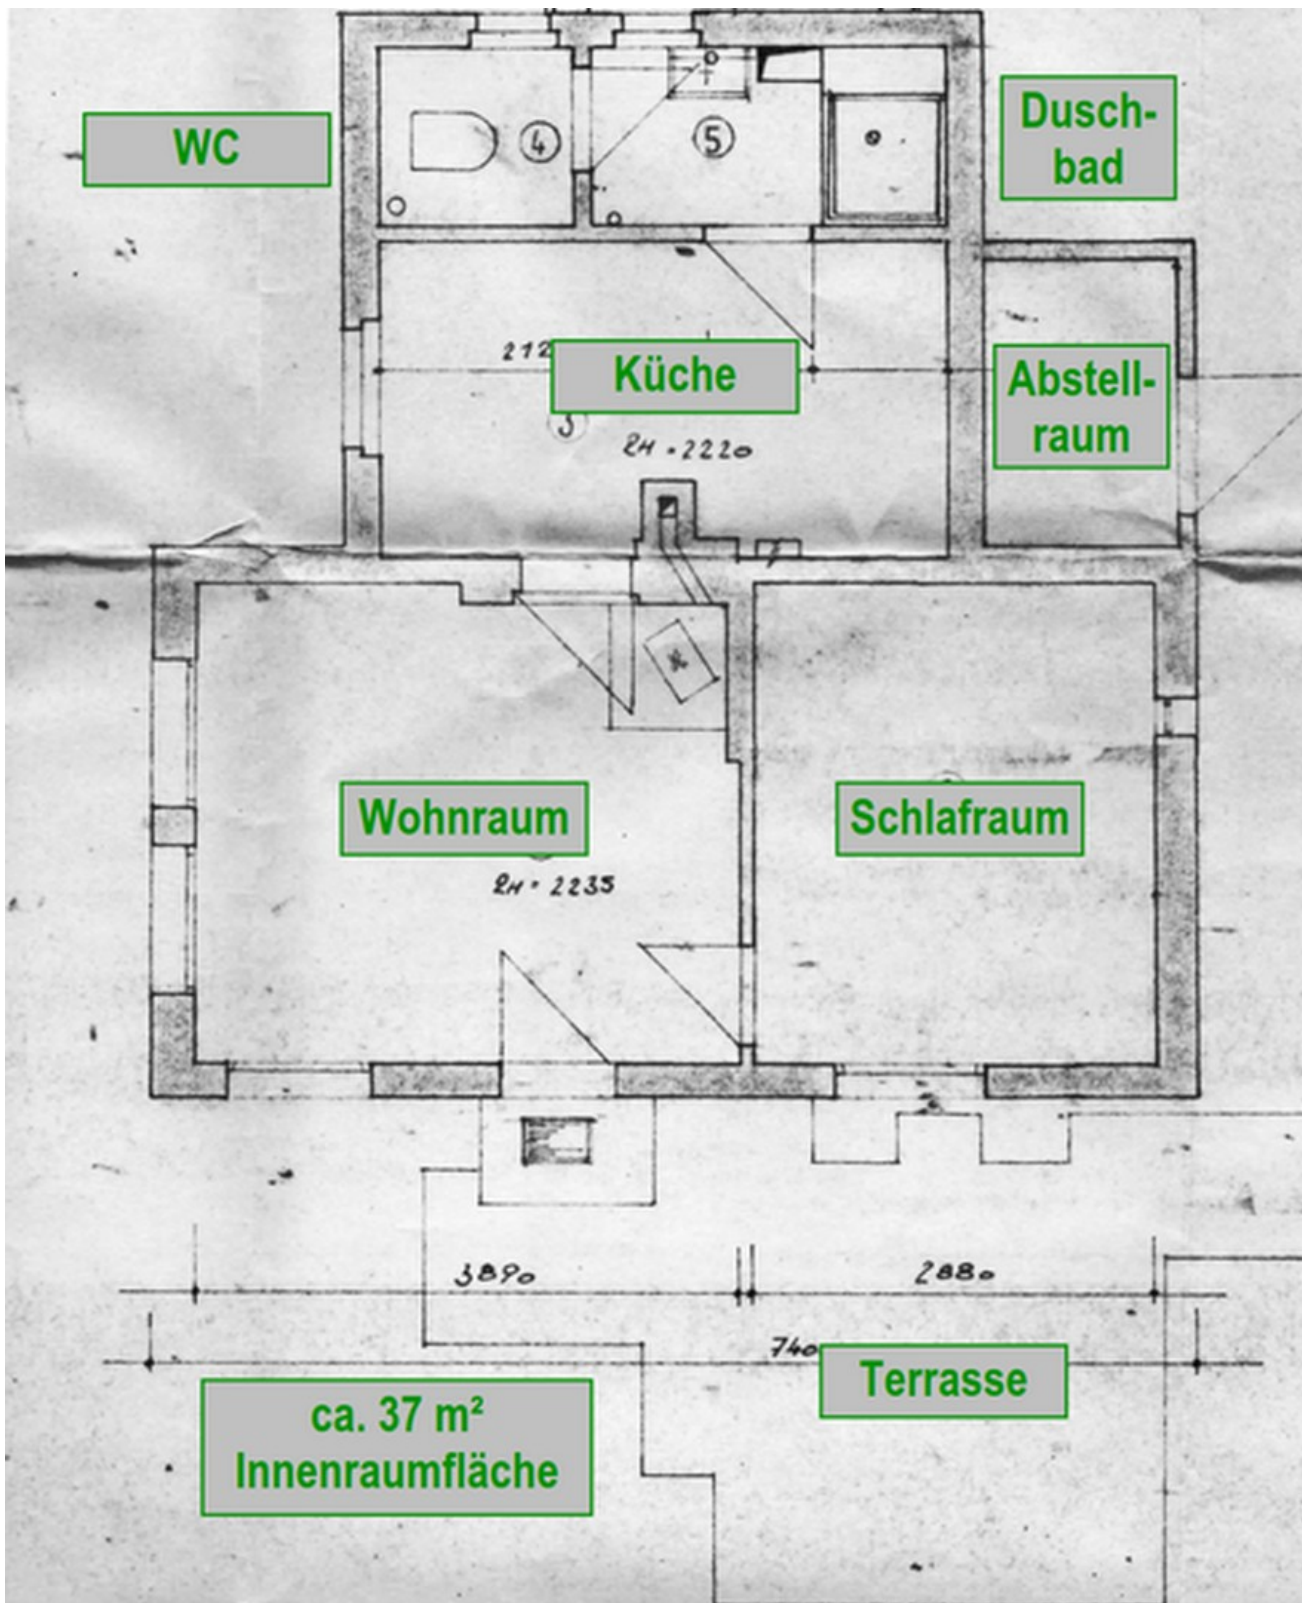 WC
4
5
Dusch-
bad
212
Küche
3
RH = 2220
Abstell-
raum
Wohnraum
RH = 2235
Schlafraum
3890
2880
740
Terrasse
ca. 37 m²
Innenraumfläche